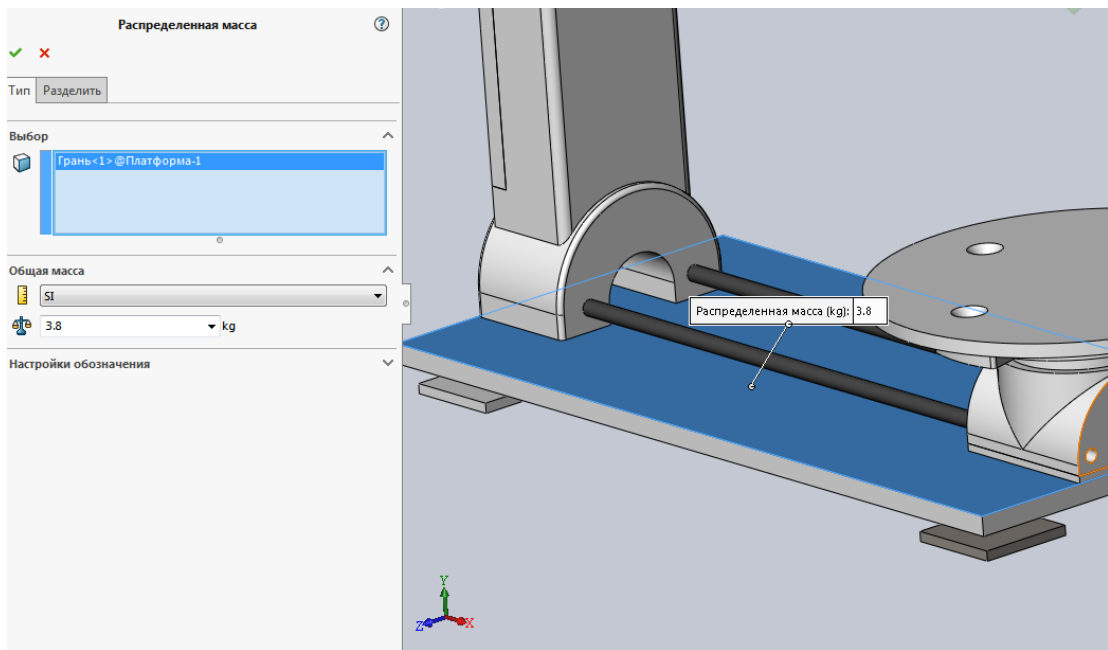 Распределенная масса
?
Тип Разделить
Выбор
Грань<1>@Платформа-1
Общая масса
SI
3.8 kg
Настройки обозначения
Распределенная масса (kg): 3.8
Y
Z X